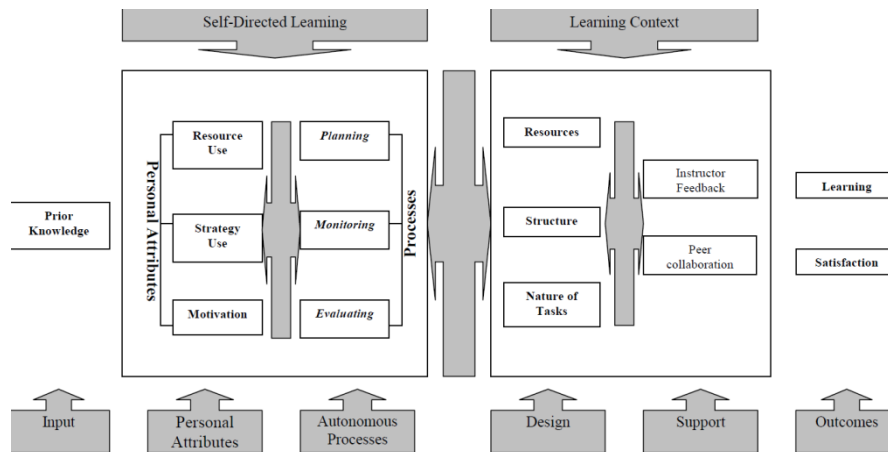 Self-Directed Learning
Learning Context
Prior
Knowledge
Personal Attributes
Resource
Use
Strategy
Use
Motivation
Planning
Monitoring
Evaluating
Processes
Resources
Structure
Nature of
Tasks
Instructor
Feedback
Peer
collaboration
Learning
Satisfaction
Input
Personal
Attributes
Autonomous
Processes
Design
Support
Outcomes